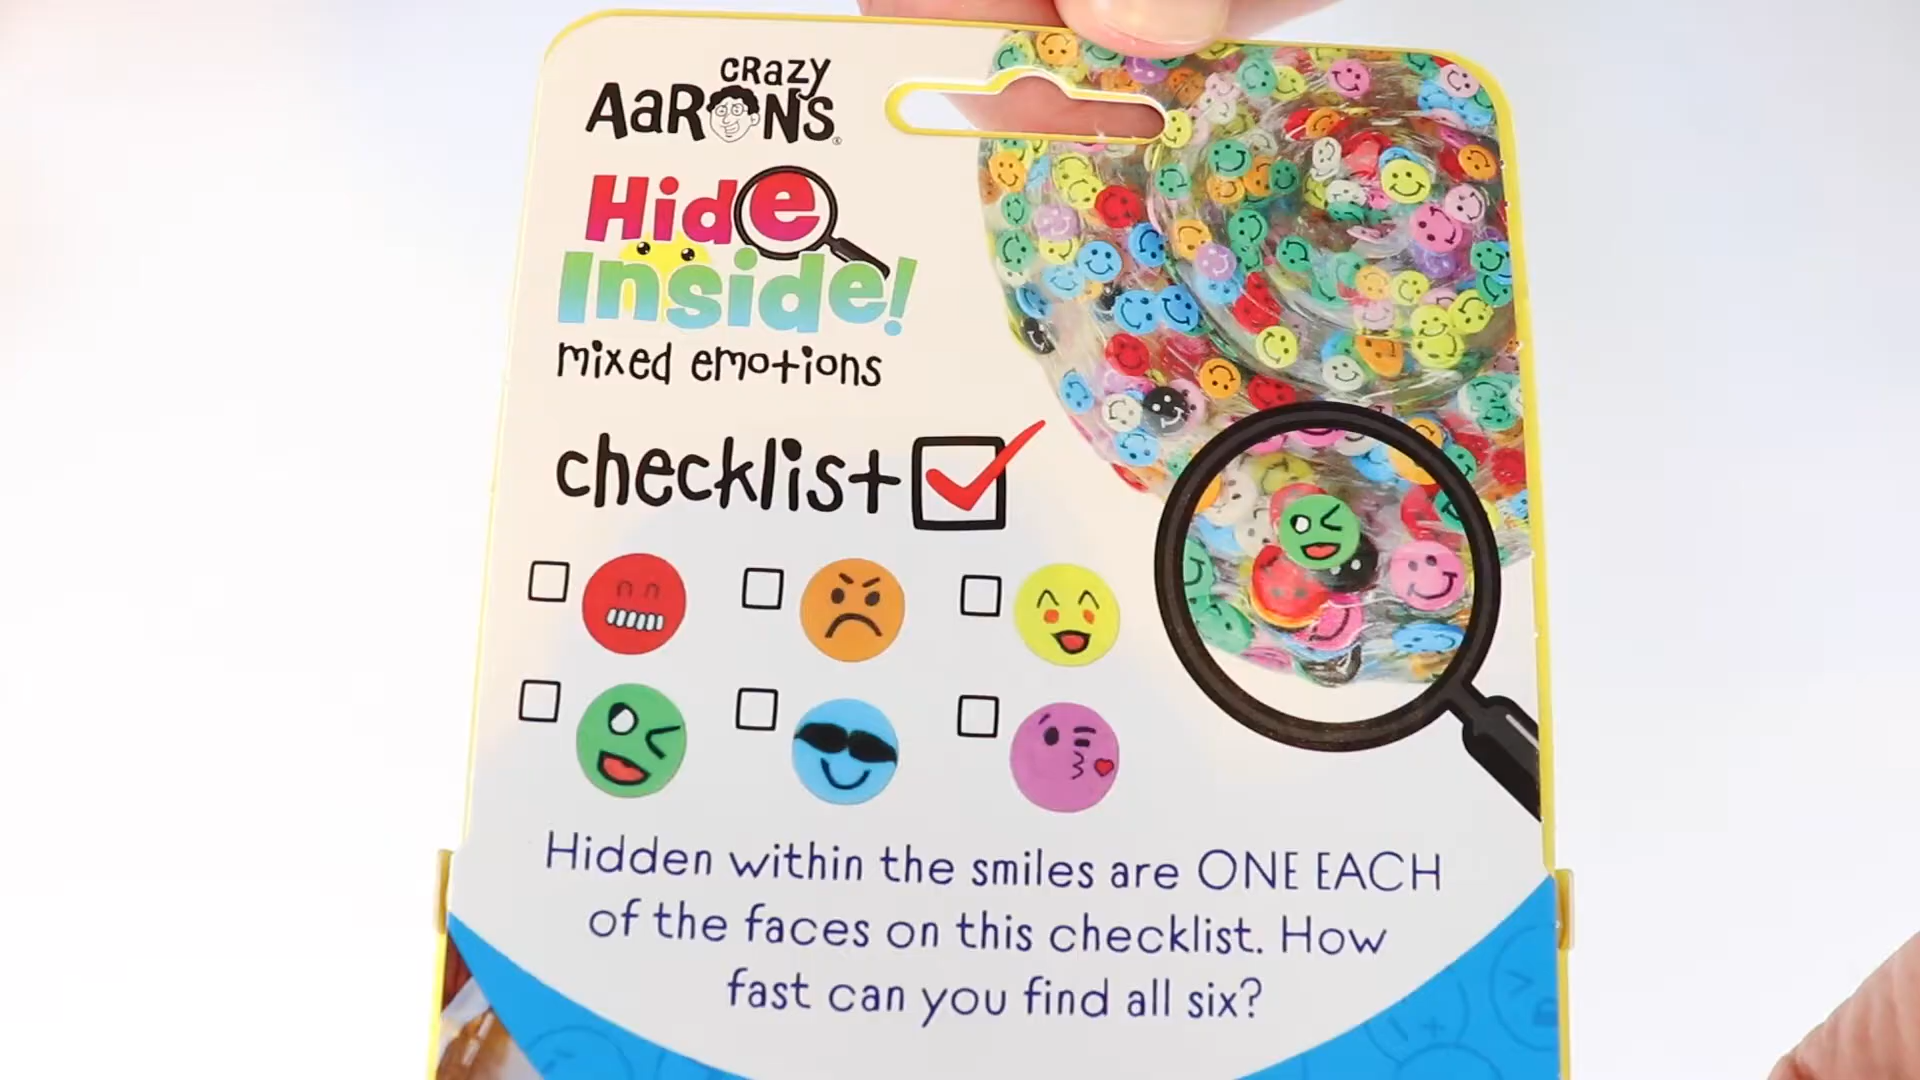 CRazy
AaRONS
Hide
Inside!
mixed emotions
checklist
Hidden within the smiles are ONE EACH
of the faces on this checklist. How
fast can you find all six?